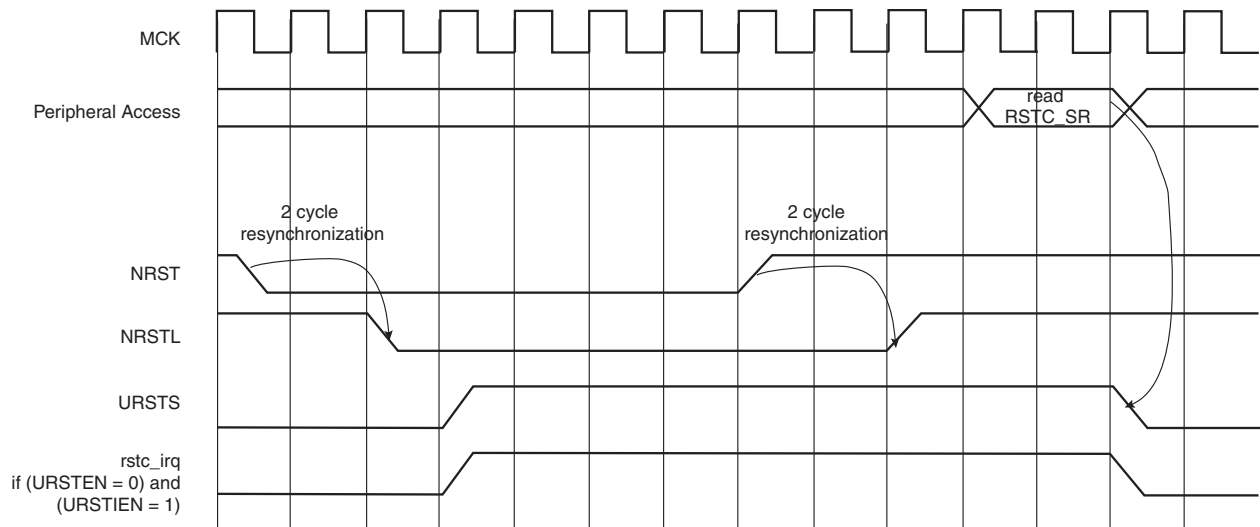 MCK
Peripheral Access
read
RSTC_SR
2 cycle
resynchronization
2 cycle
resynchronization
NRST
NRSTL
URSTS
rstc_irq
if (URSTEN = 0) and
(URSTIEN = 1)